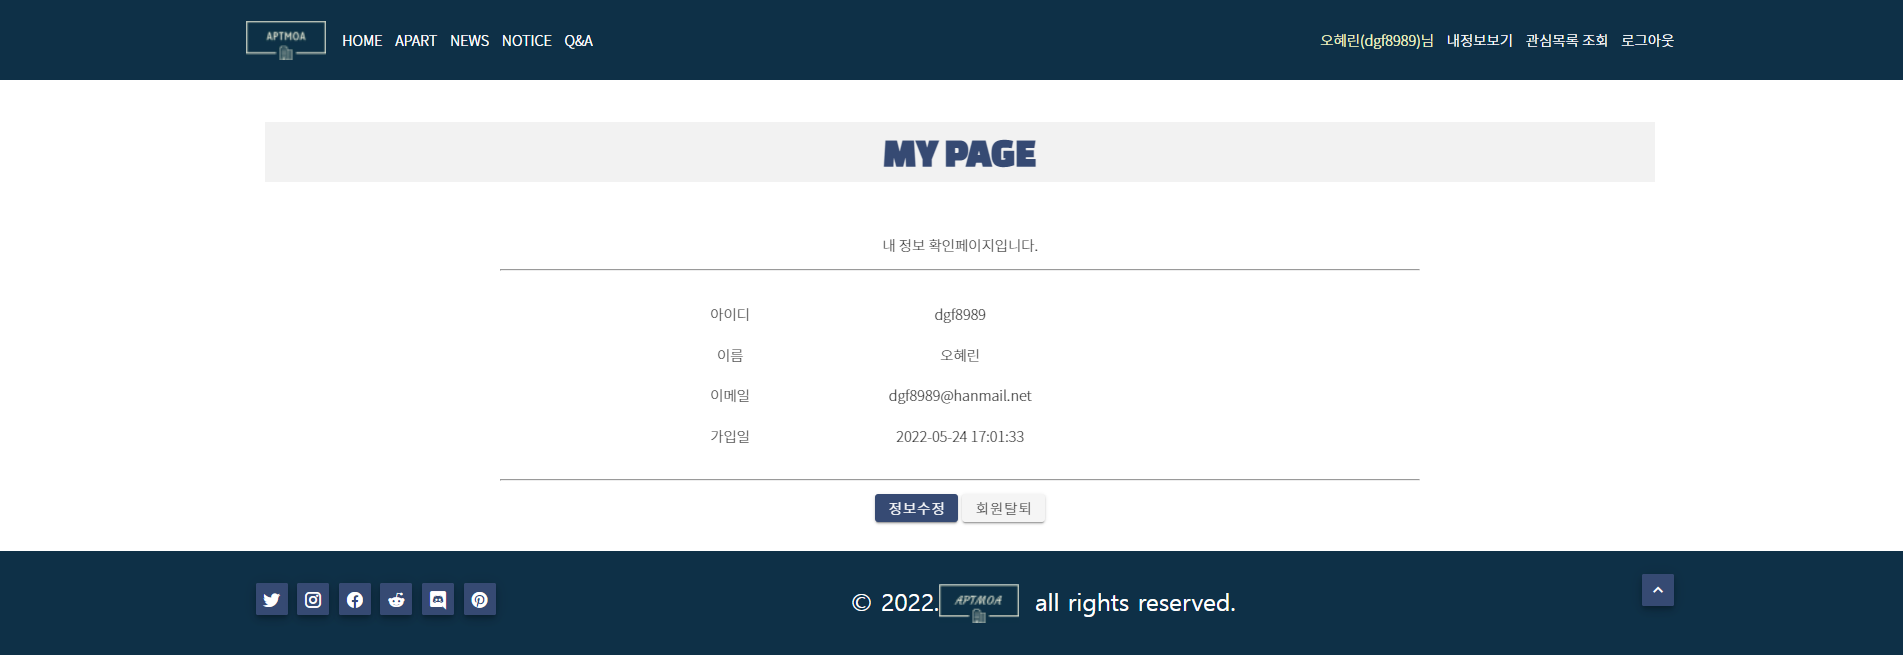 APTMOA HOME APART NEWS NOTICE Q&A 오혜린(dgf8989)님 내정보보기 관심목록 조회 로그아웃
MY PAGE
내 정보 확인페이지입니다.
아이디 dgf8989
이름 오혜린
이메일 dgf8989@hanmail.net
가입일 2022-05-24 17:01:33
정보수정 회원탈퇴
© 2022. APTMOA all rights reserved.